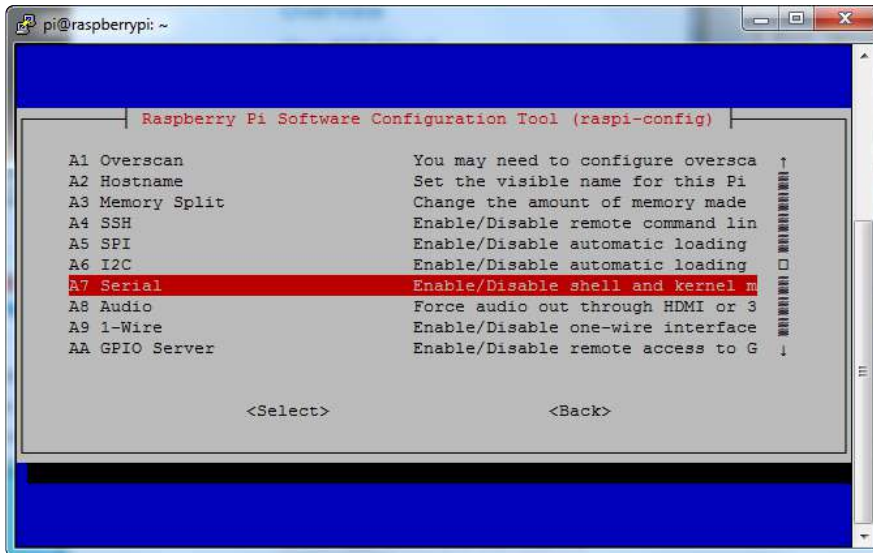 pi@raspberrypi: ~
Raspberry Pi Software Configuration Tool (raspi-config)
A1 Overscan You may need to configure oversca
A2 Hostname Set the visible name for this Pi
A3 Memory Split Change the amount of memory made
A4 SSH Enable/Disable remote command lin
A5 SPI Enable/Disable automatic loading
A6 I2C Enable/Disable automatic loading
A7 Serial Enable/Disable shell and kernel m
A8 Audio Force audio out through HDMI or 3
A9 1-Wire Enable/Disable one-wire interface
AA GPIO Server Enable/Disable remote access to G
<Select> <Back>